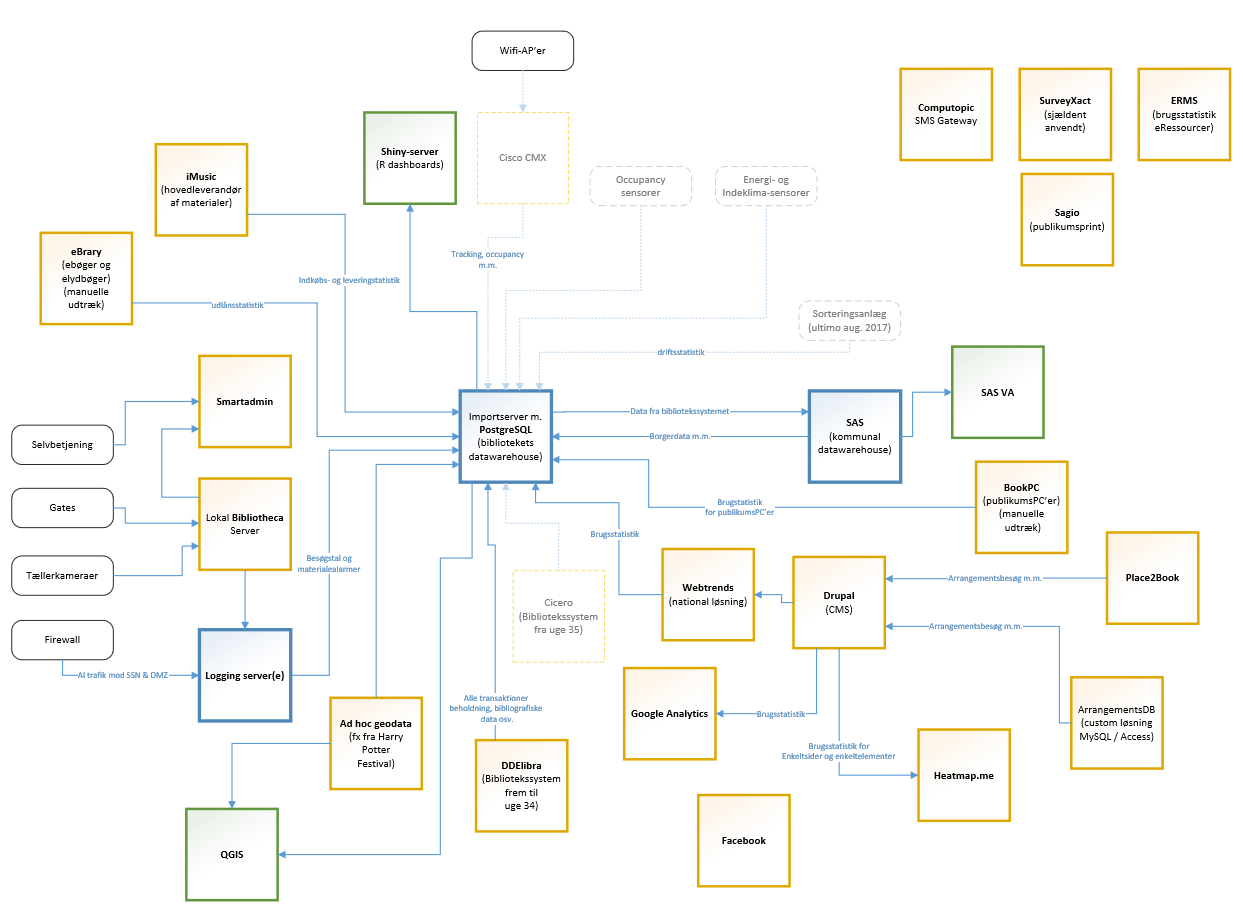 Wifi-AP'er
Computopic
SMS Gateway
SurveyXact
(sjældent
anvendt)
ERMS
(brugsstatistik
eRessourcer)
Shiny-server
(R dashboards)
Cisco CMX
iMusic
(hovedleverandør
af materialer)
Occupancy
sensorer
Energi- og
Indeklima-sensorer
Sagio
(publikumsprint)
eBrary
(ebøger og
elydbøger)
(manuelle
udtræk)
Tracking, occupancy
m.m.
Indkøbs- og leveringstatistik
udlånsstatistik
Sorteringsanlæg
(ultimo aug. 2017)
driftsstatistik
Smartadmin
SAS VA
Importserver m.
PostgreSQL
(bibliotekets
datawarehouse)
Data fra bibliotekssystemet
Borgerdata m.m.
SAS
(kommunal
datawarehouse)
Selvbetjening
Gates
Lokal Bibliotheca
Server
BookPC
(publikumsPC'er)
(manuelle
udtræk)
Brugstatistik
for publikumsPC'er
Brugsstatistik
Besøgstal og
materialealarmer
Tællerkameraer
Webtrends
(national løsning)
Drupal
(CMS)
Arrangementsbesøg m.m.
Place2Book
Cicero
(Bibliotekssystem
fra uge 35)
Arrangementsbesøg m.m.
Firewall
Al trafik mod SSN & DMZ
Logging server(e)
Alle transaktioner
beholdning, bibliografiske
data osv.
Google Analytics
Brugsstatistik
ArrangementsDB
(custom løsning
MySQL / Access)
Ad hoc geodata
(fx fra Harry
Potter
Festival)
Brugsstatistik for
Enkeltsider og enkeltelementer
DDElibra
(Bibliotekssystem
frem til
uge 34)
Heatmap.me
QGIS
Facebook